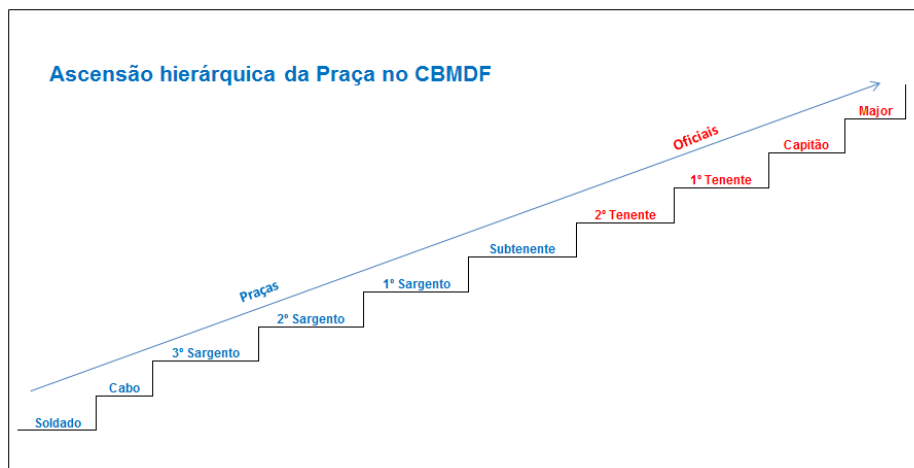 Ascensão hierárquica da Praça no CBMDF
Major
Oficiais
Capitão
1º Tenente
2º Tenente
Subtenente
Praças
1º Sargento
2º Sargento
3º Sargento
Cabo
Soldado